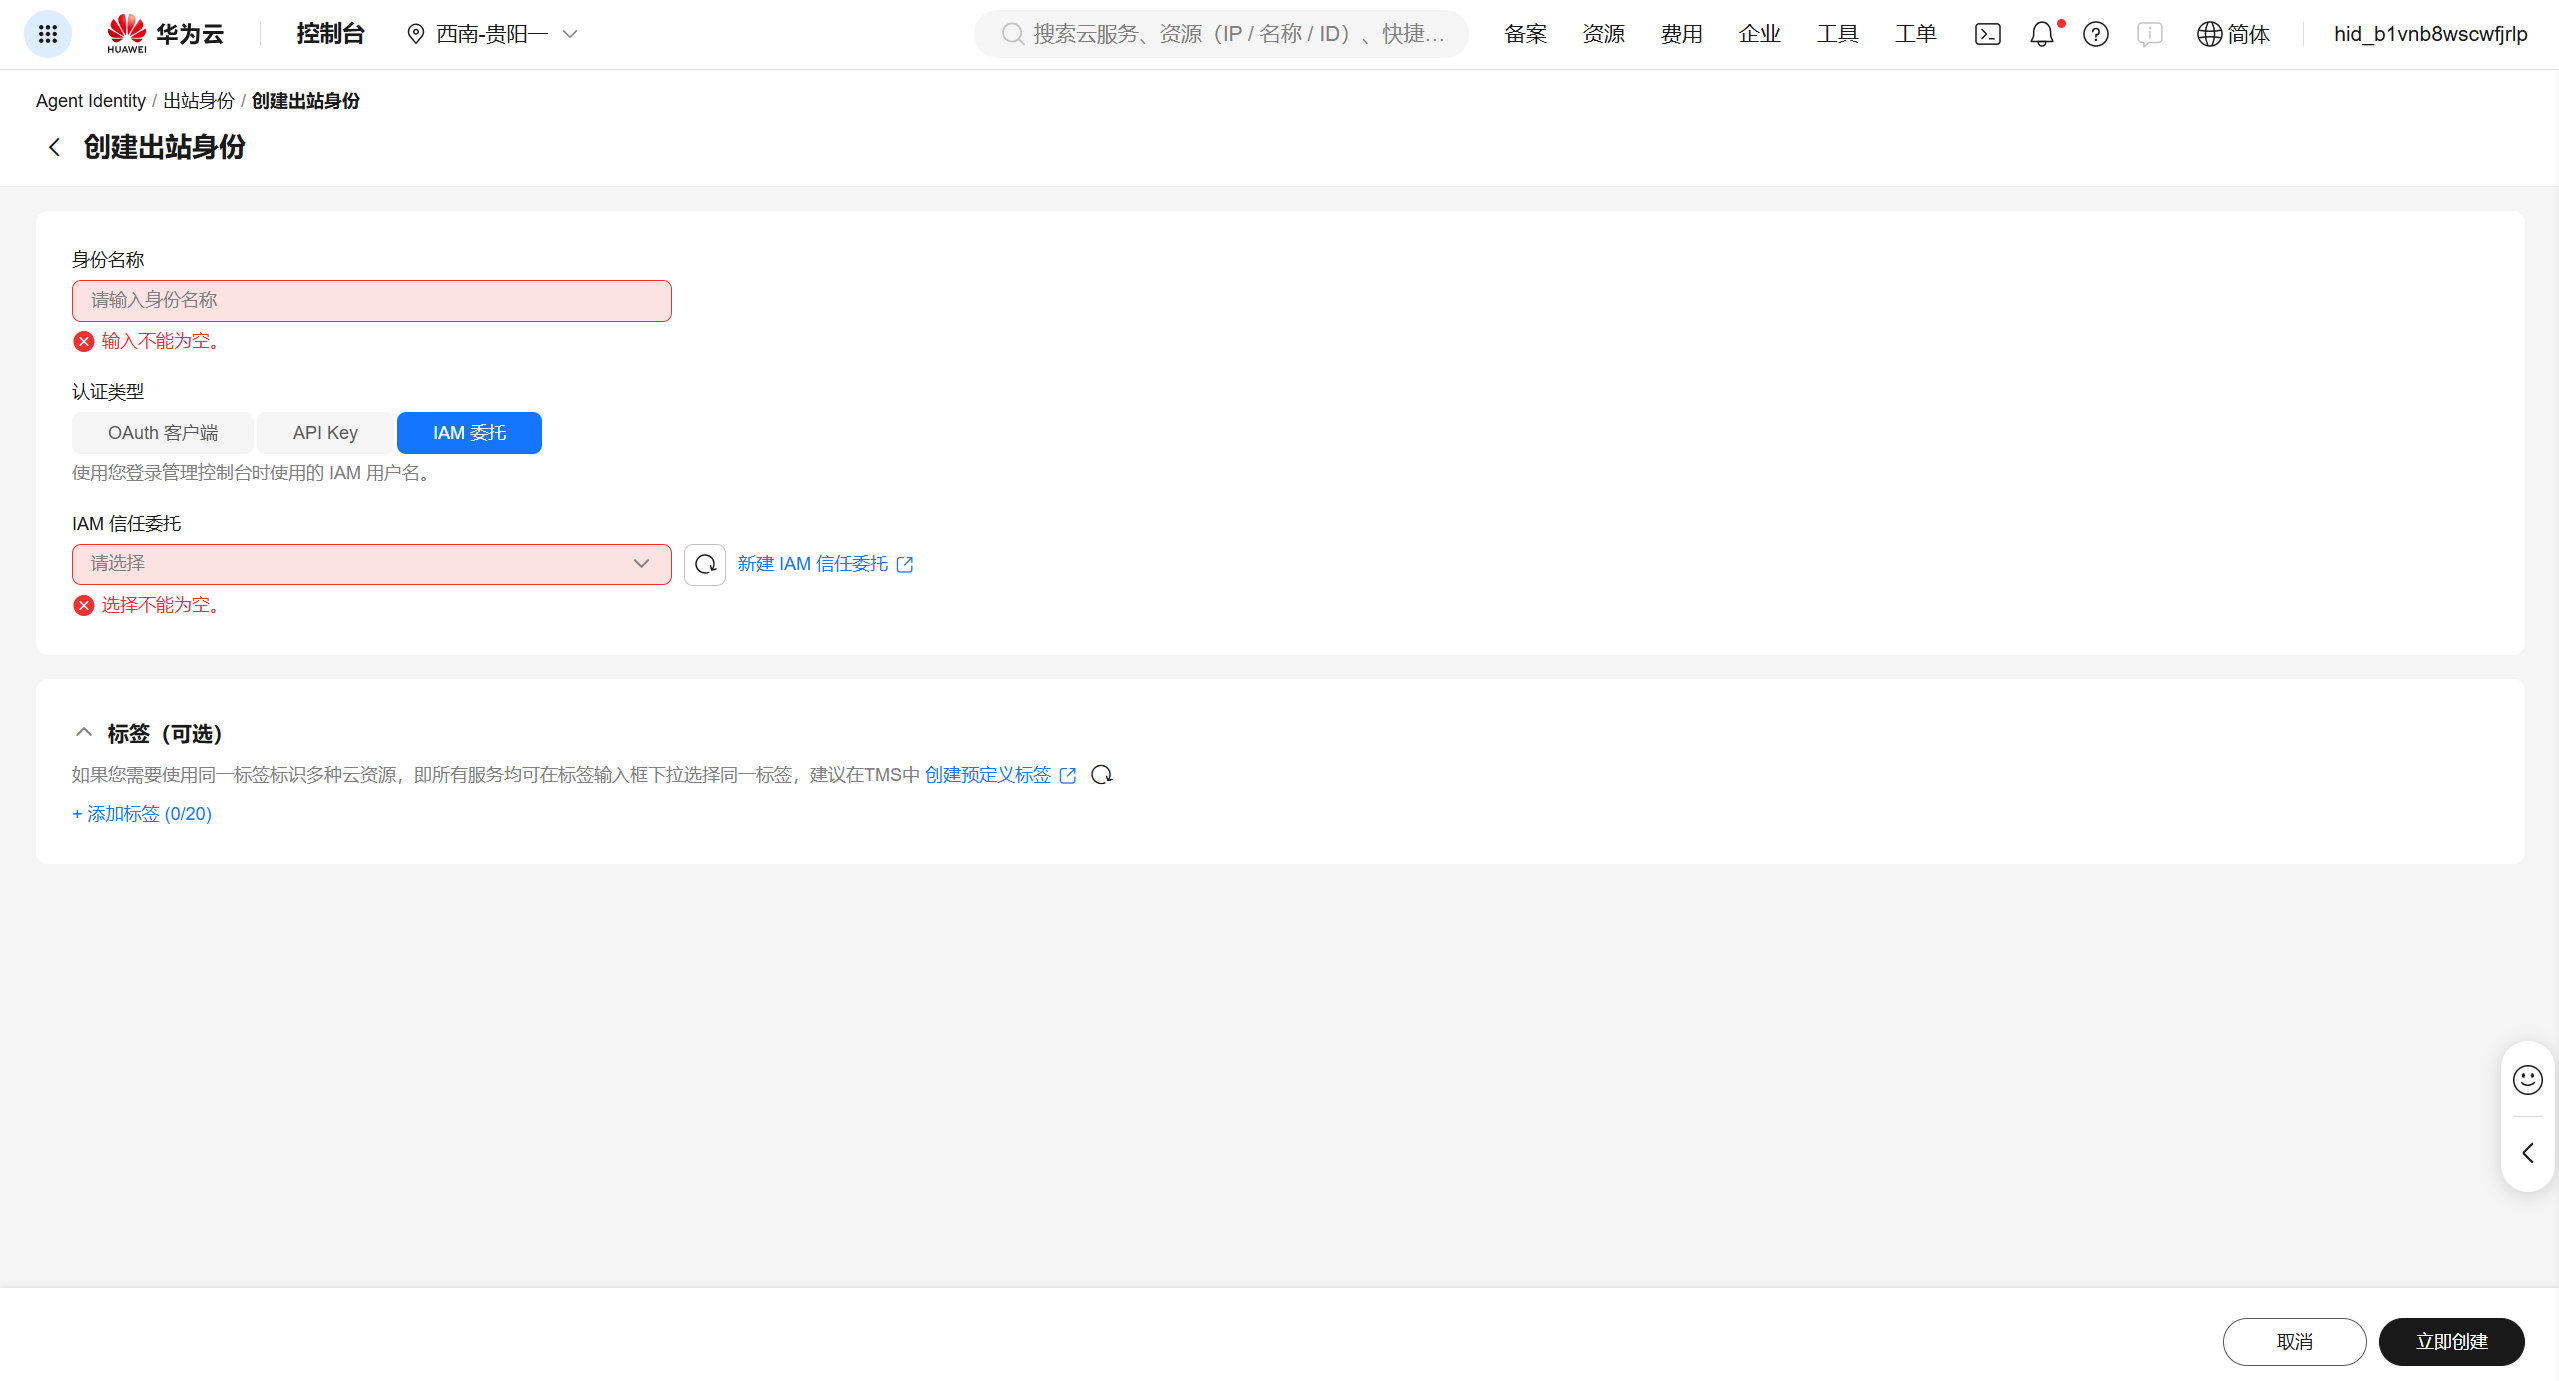 HUAWEI 华为云 控制台 西南-贵阳一 搜索云服务、资源（IP / 名称 / ID）、快捷... 备案 资源 费用 企业 工具 工单 简体 hid_b1vnb8wscwfjrlp
Agent Identity / 出站身份 / 创建出站身份
创建出站身份
身份名称
请输入身份名称
输入不能为空。
认证类型
OAuth 客户端 API Key IAM 委托
使用您登录管理控制台时使用的 IAM 用户名。
IAM 信任委托
请选择 新建 IAM 信任委托
选择不能为空。
标签（可选）
如果您需要使用同一标签标识多种云资源，即所有服务均可在标签输入框下拉选择同一标签，建议在TMS中 创建预定义标签
+ 添加标签 (0/20)
取消 立即创建